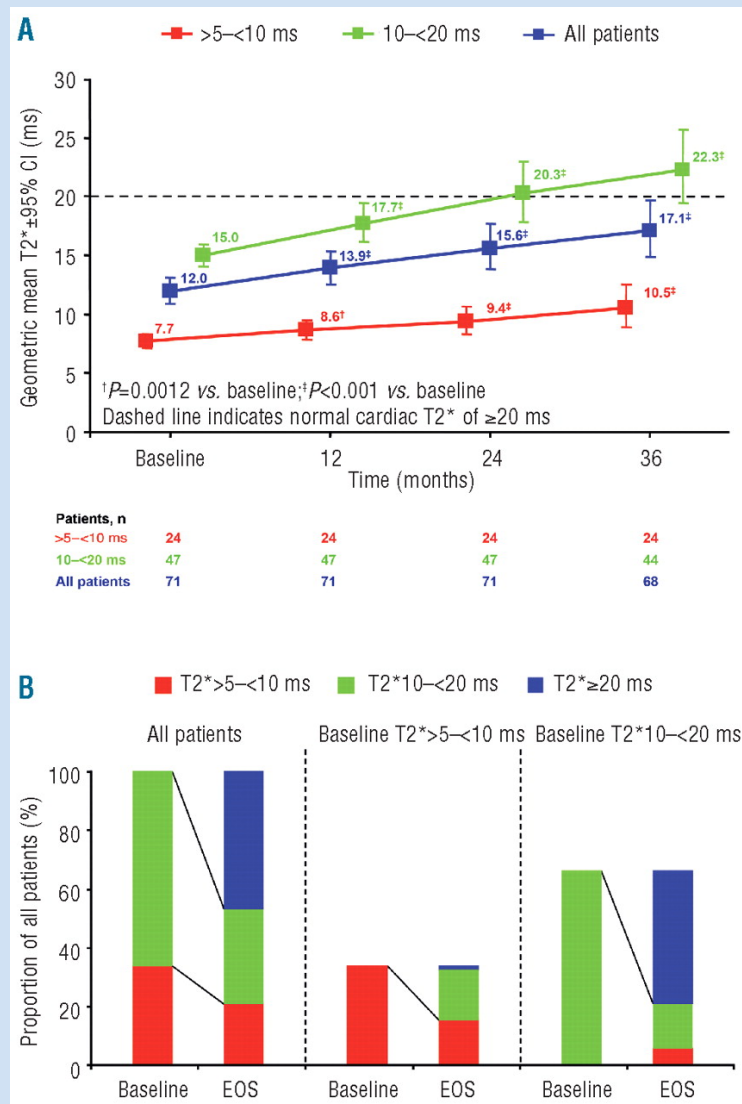 A
>5–<10 ms 10–<20 ms All patients
Geometric mean T2*±95% CI (ms)
30
25
20
15
10
5
0
15.0
17.7‡
20.3‡
22.3‡
12.0
13.9‡
15.6‡
17.1‡
7.7
8.6†
9.4‡
10.5‡
†P=0.0012 vs. baseline;‡P<0.001 vs. baseline
Dashed line indicates normal cardiac T2* of ≥20 ms
Baseline 12 24 36
Time (months)
Patients, n
>5–<10 ms 24 24 24 24
10–<20 ms 47 47 47 44
All patients 71 71 71 68
B
T2*>5–<10 ms T2*10–<20 ms T2*≥20 ms
All patients Baseline T2*>5–<10 ms Baseline T2*10–<20 ms
Proportion of all patients (%)
100
80
60
40
20
0
Baseline EOS Baseline EOS Baseline EOS